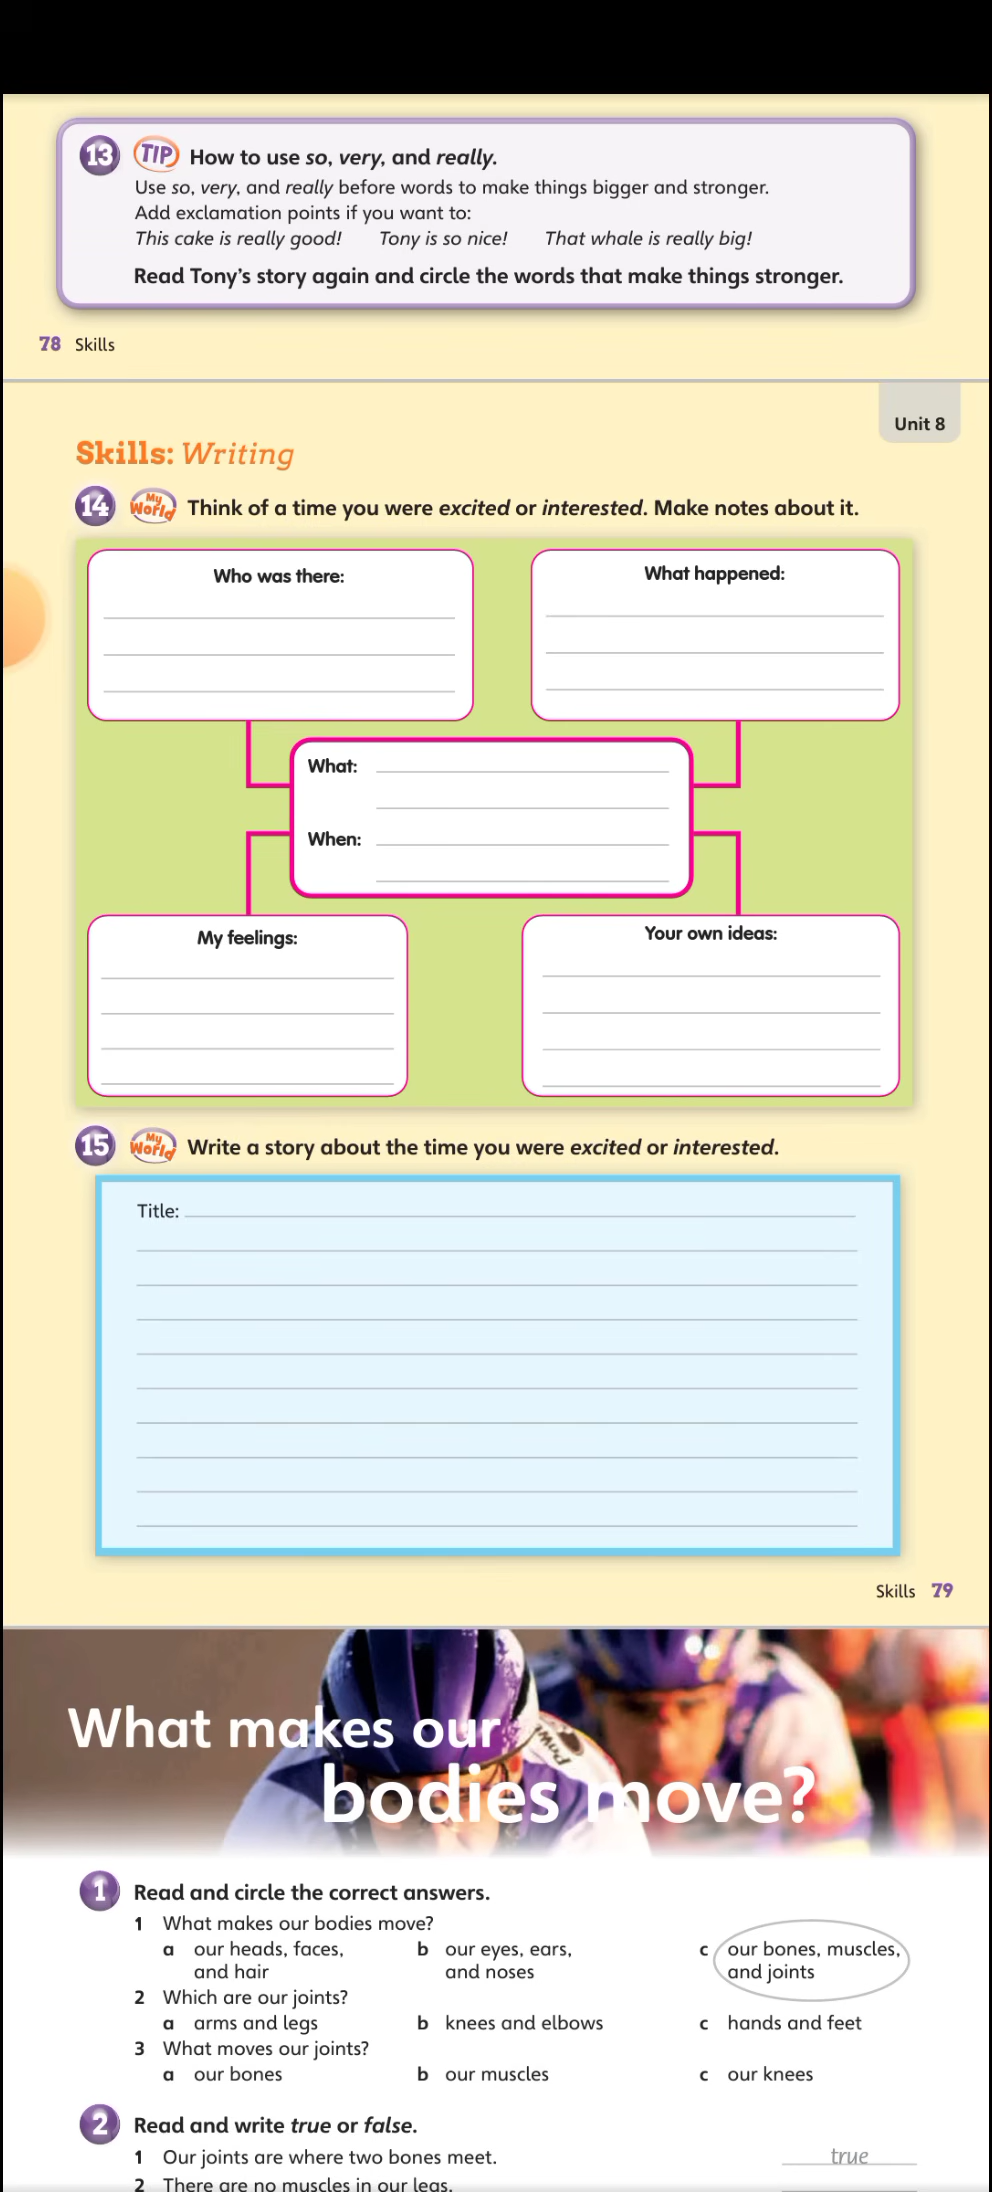 13 TIP How to use so, very, and really.
Use so, very, and really before words to make things bigger and stronger.
Add exclamation points if you want to:
This cake is really good! Tony is so nice! That whale is really big!
Read Tony's story again and circle the words that make things stronger.
78 Skills
Unit 8
Skills: Writing
14 My World Think of a time you were excited or interested. Make notes about it.
Who was there:
What happened:
What:
When:
My feelings:
Your own ideas:
15 My World Write a story about the time you were excited or interested.
Title:
Skills 79
What makes our
bodies move?
1 Read and circle the correct answers.
1 What makes our bodies move?
a our heads, faces, and hair b our eyes, ears, and noses c our bones, muscles, and joints
2 Which are our joints?
a arms and legs b knees and elbows c hands and feet
3 What moves our joints?
a our bones b our muscles c our knees
2 Read and write true or false.
1 Our joints are where two bones meet. true
2 There are no muscles in our legs.